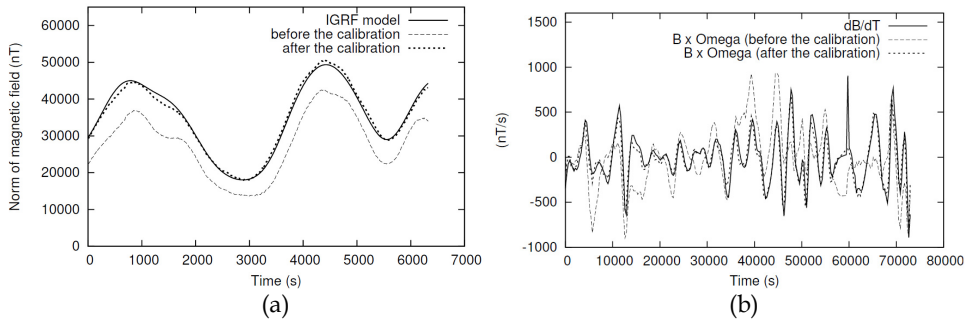 60000
50000
40000
30000
20000
10000
0
Norm of magnetic field (nT)
IGRF model
before the calibration
after the calibration
0 1000 2000 3000 4000 5000 6000 7000
Time (s)
(a)
1500
1000
500
0
-500
-1000
(nT/s)
dB/dT
B x Omega (before the calibration)
B x Omega (after the calibration)
0 10000 20000 30000 40000 50000 60000 70000 80000
Time (s)
(b)